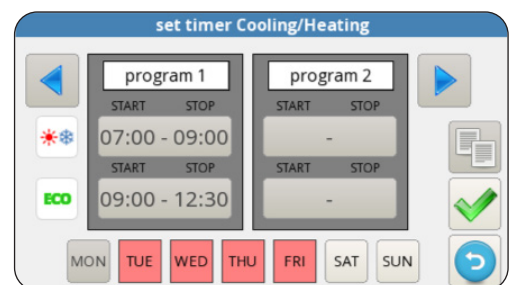 set timer Cooling/Heating
program 1 program 2
START STOP START STOP
07:00 - 09:00 -
START STOP START STOP
ECO 09:00 - 12:30 -
MON TUE WED THU FRI SAT SUN